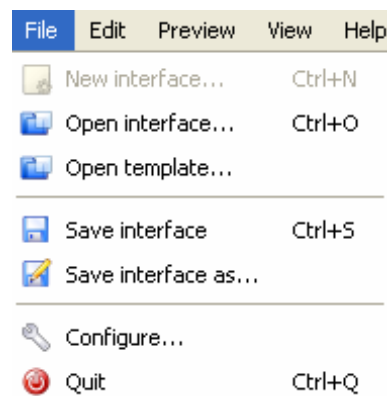 File Edit Preview View Help
New interface... Ctrl+N
Open interface... Ctrl+O
Open template...
Save interface Ctrl+S
Save interface as...
Configure...
Quit Ctrl+Q